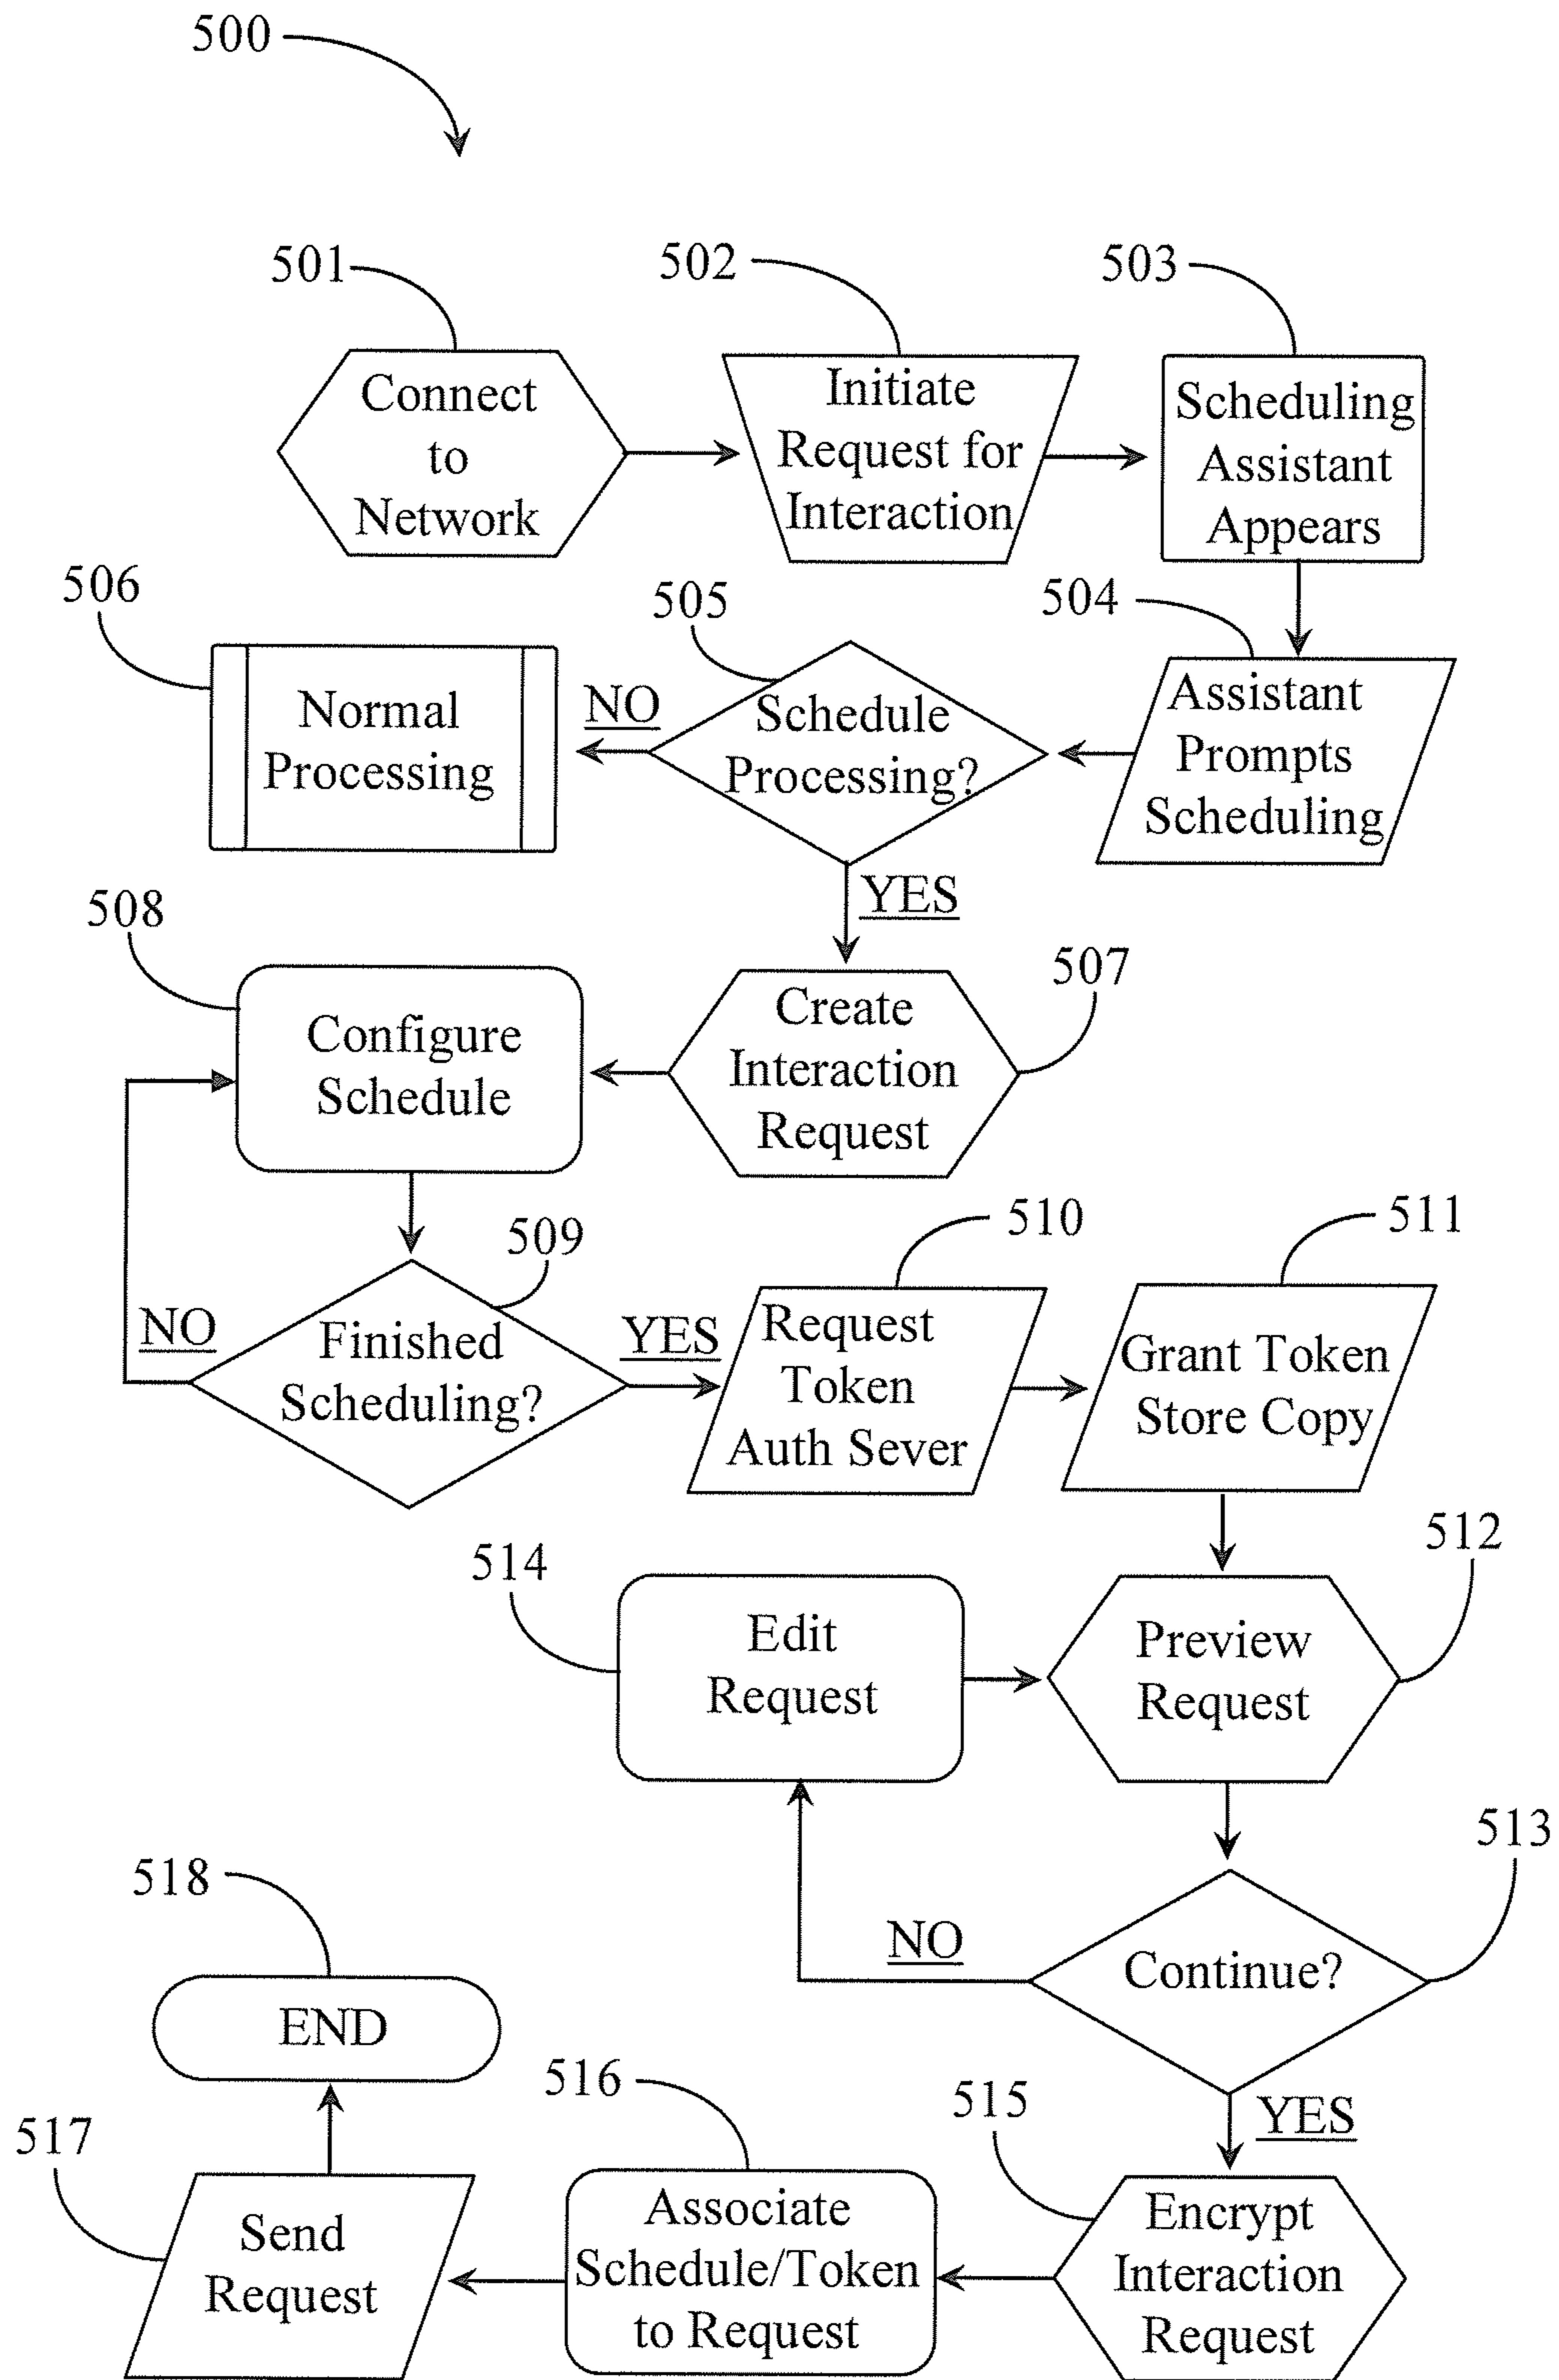 500
501
502
503
Connect
to
Network
Initiate
Request for
Interaction
Scheduling
Assistant
Appears
506
505
504
Normal
Processing
NO
Schedule
Processing?
Assistant
Prompts
Scheduling
YES
508
507
Configure
Schedule
Create
Interaction
Request
509
510
511
NO
Finished
Scheduling?
YES
Request
Token
Auth Sever
Grant Token
Store Copy
514
512
Edit
Request
Preview
Request
513
518
NO
Continue?
END
YES
517
516
515
Send
Request
Associate
Schedule/Token
to Request
Encrypt
Interaction
Request